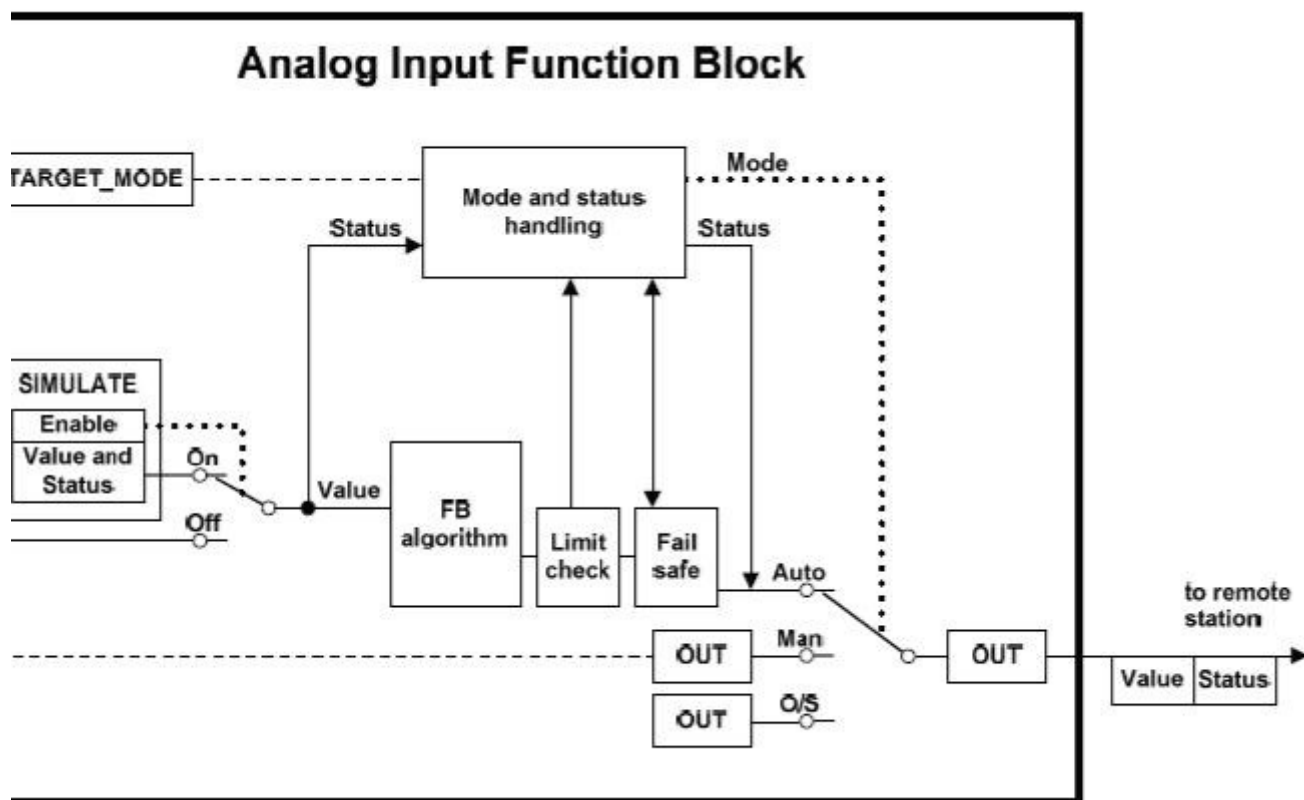 Analog Input Function Block
TARGET_MODE
Mode and status
handling
Mode
Status
Status
SIMULATE
Enable
Value and
Status
On
Off
Value
FB
algorithm
Limit
check
Fail
safe
Auto
OUT
Man
OUT
O/S
OUT
to remote
station
Value
Status